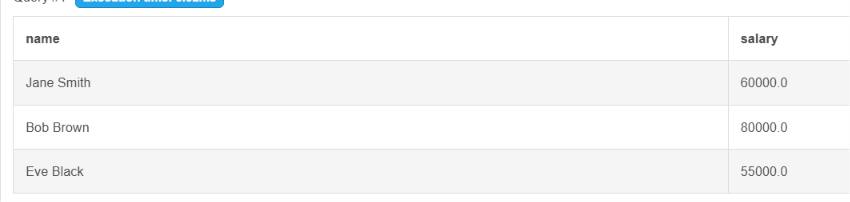 name salary
Jane Smith 60000.0
Bob Brown 80000.0
Eve Black 55000.0